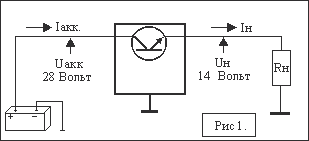 Iакк.
Iн
Uакк
28 Вольт
Uн
14 Вольт
Rн
+ −
Рис 1.